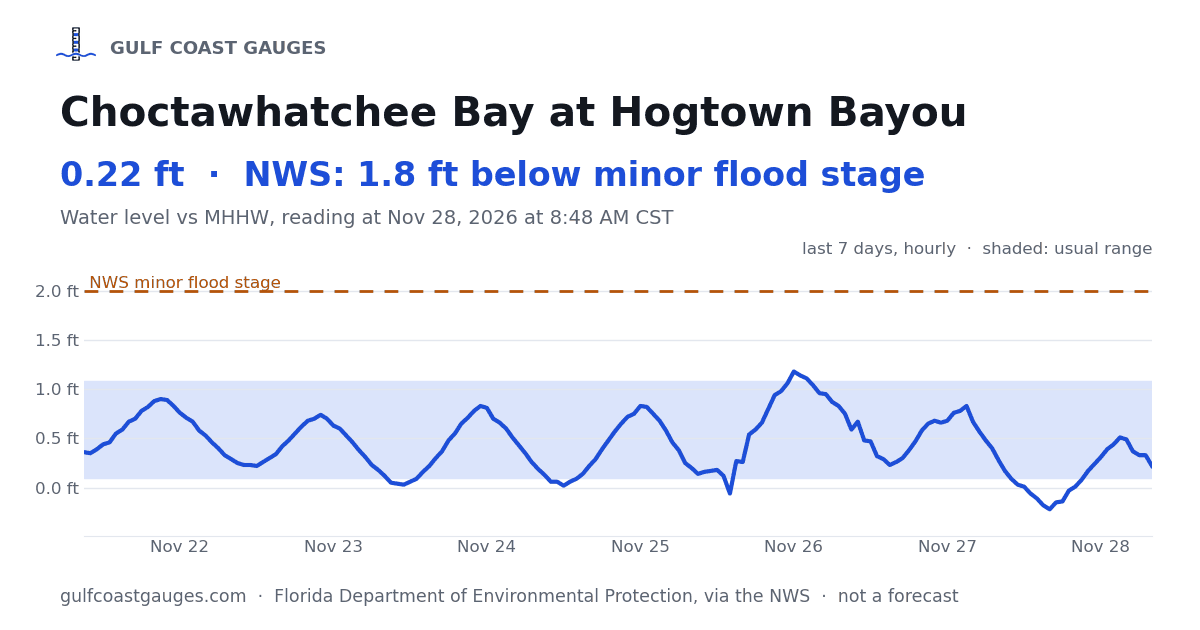 GULF COAST GAUGES
Choctawhatchee Bay at Hogtown Bayou
0.22 ft · NWS: 1.8 ft below minor flood stage
Water level vs MHHW, reading at Nov 28, 2026 at 8:48 AM CST
last 7 days, hourly · shaded: usual range
NWS minor flood stage
2.0 ft
1.5 ft
1.0 ft
0.5 ft
0.0 ft
Nov 22 Nov 23 Nov 24 Nov 25 Nov 26 Nov 27 Nov 28
gulfcoastgauges.com · Florida Department of Environmental Protection, via the NWS · not a forecast